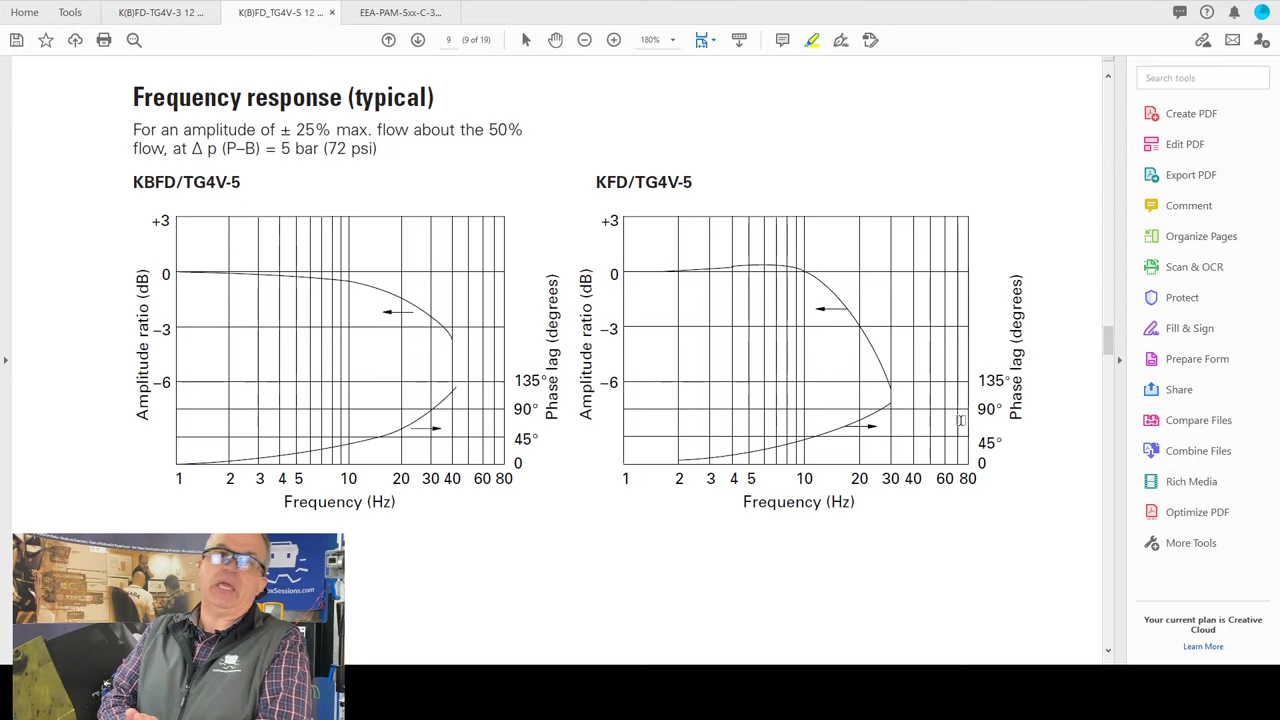 Home
Tools
K(B)FD-TG4V-3 12 ...
K(B)FD_TG4V-5 12 ...
×
EEA-PAM-5xx-C-3...
9
(9 of 19)
180%
Frequency response (typical)
For an amplitude of ± 25% max. flow about the 50%
flow, at Δ p (P–B) = 5 bar (72 psi)
KBFD/TG4V-5
Amplitude ratio (dB)
+3
0
–3
–6
135°
90°
45°
0
Phase lag (degrees)
1 2 3 4 5 10 20 30 40 60 80
Frequency (Hz)
KFD/TG4V-5
Amplitude ratio (dB)
+3
0
–3
–6
135°
90°
45°
0
Phase lag (degrees)
1 2 3 4 5 10 20 30 40 60 80
Frequency (Hz)
Search tools
Create PDF
Edit PDF
Export PDF
Comment
Organize Pages
Scan & OCR
Protect
Fill & Sign
Prepare Form
Share
Compare Files
Combine Files
Rich Media
Optimize PDF
More Tools
Your current plan is Creative
Cloud
Learn More
Sessions.com